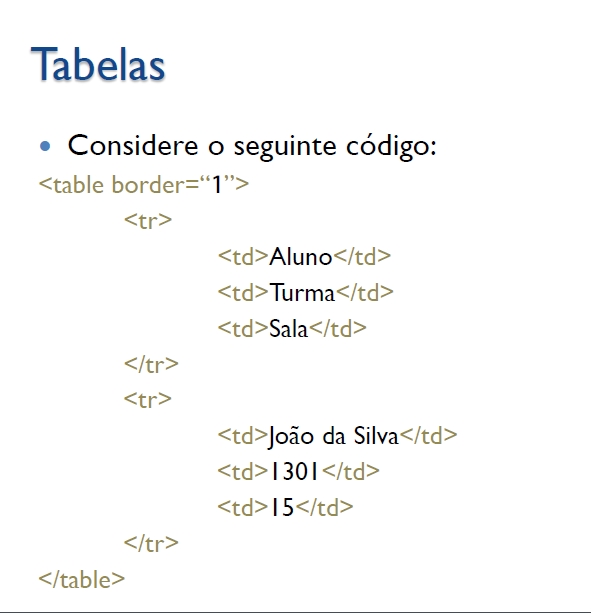 Tabelas
• Considere o seguinte código:
<table border=“1”>
<tr>
<td>Aluno</td>
<td>Turma</td>
<td>Sala</td>
</tr>
<tr>
<td>João da Silva</td>
<td>1301</td>
<td>15</td>
</tr>
</table>